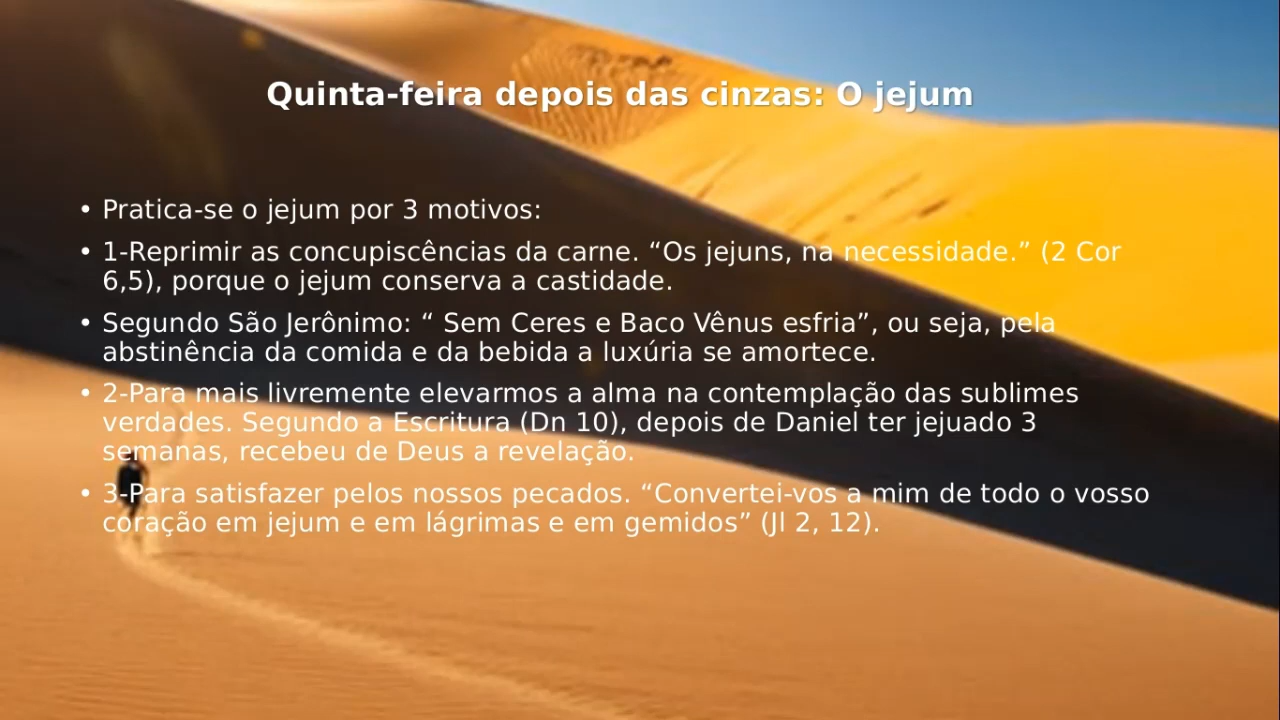 Quinta-feira depois das cinzas: O jejum
• Pratica-se o jejum por 3 motivos:
• 1-Reprimir as concupiscências da carne. “Os jejuns, na necessidade.” (2 Cor
6,5), porque o jejum conserva a castidade.
• Segundo São Jerônimo: “ Sem Ceres e Baco Vênus esfria”, ou seja, pela
abstinência da comida e da bebida a luxúria se amortece.
• 2-Para mais livremente elevarmos a alma na contemplação das sublimes
verdades. Segundo a Escritura (Dn 10), depois de Daniel ter jejuado 3
semanas, recebeu de Deus a revelação.
• 3-Para satisfazer pelos nossos pecados. “Convertei-vos a mim de todo o vosso
coração em jejum e em lágrimas e em gemidos” (Jl 2, 12).